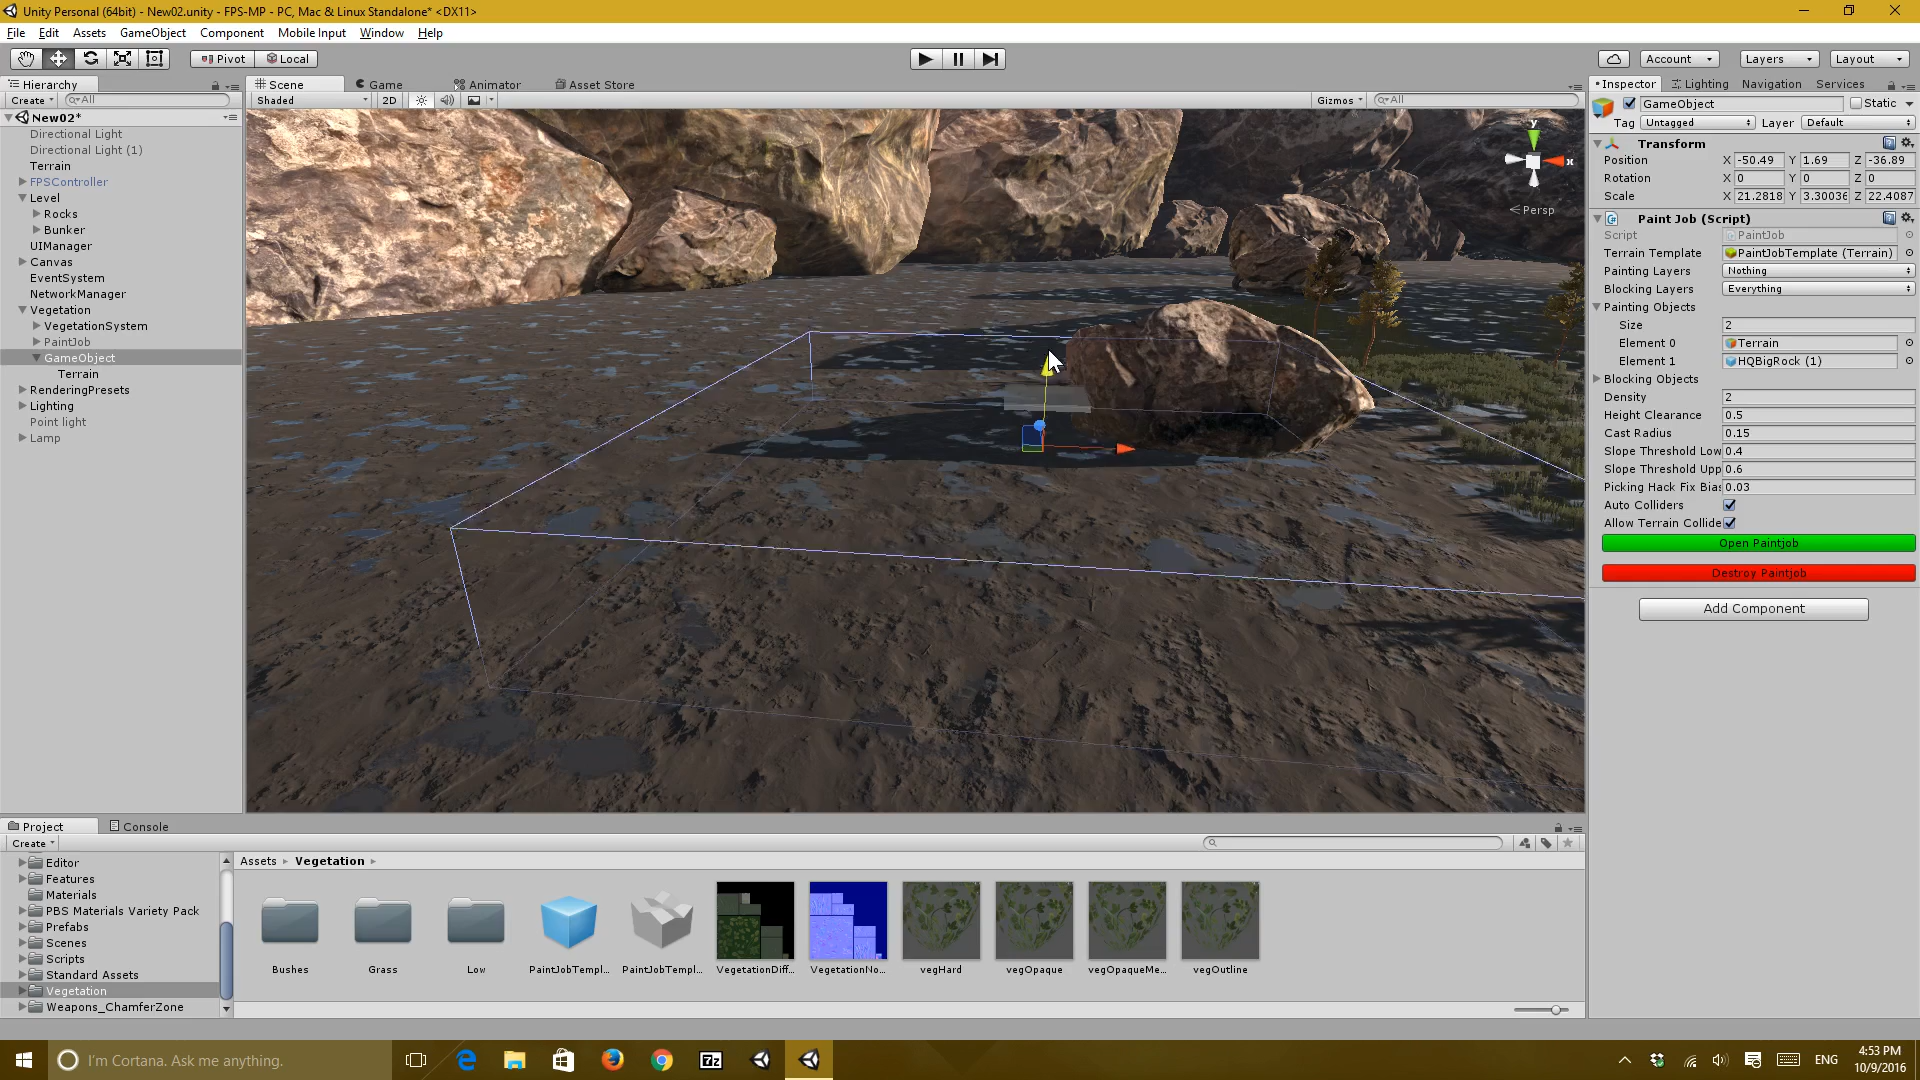 Unity Personal (64bit) - New02.unity - FPS-MP - PC, Mac & Linux Standalone* <DX11>
File Edit Assets GameObject Component Mobile Input Window Help
Pivot Local Account Layers Layout
Hierarchy
Create All
New02*
Directional Light
Directional Light (1)
Terrain
FPSController
Level
Rocks
Bunker
UIManager
Canvas
EventSystem
NetworkManager
Vegetation
VegetationSystem
PaintJob
GameObject
Terrain
RenderingPresets
Lighting
Point light
Lamp
Scene Game Animator Asset Store
Shaded 2D Gizmos All
y
x
Persp
Inspector Lighting Navigation Services
GameObject Static
Tag Untagged Layer Default
Transform
Position X -50.49 Y 1.69 Z -36.89
Rotation X 0 Y 0 Z 0
Scale X 21.2818 Y 3.30036 Z 22.4087
Paint Job (Script)
Script PaintJob
Terrain Template PaintJobTemplate (Terrain)
Painting Layers Nothing
Blocking Layers Everything
Painting Objects
Size 2
Element 0 Terrain
Element 1 HQBigRock (1)
Blocking Objects
Density 2
Height Clearance 0.5
Cast Radius 0.15
Slope Threshold Low 0.4
Slope Threshold Upp 0.6
Picking Hack Fix Bias 0.03
Auto Colliders
Allow Terrain Collide
Open Paintjob
Destroy Paintjob
Add Component
Project Console
Create
Editor
Features
Materials
PBS Materials Variety Pack
Prefabs
Scenes
Scripts
Standard Assets
Vegetation
Weapons_ChamferZone
Assets Vegetation
Bushes Grass Low PaintJobTempl... PaintJobTempl... VegetationDiff... VegetationNo... vegHard vegOpaque vegOpaqueMe... vegOutline
I'm Cortana. Ask me anything.
7z
ENG
4:53 PM
10/9/2016